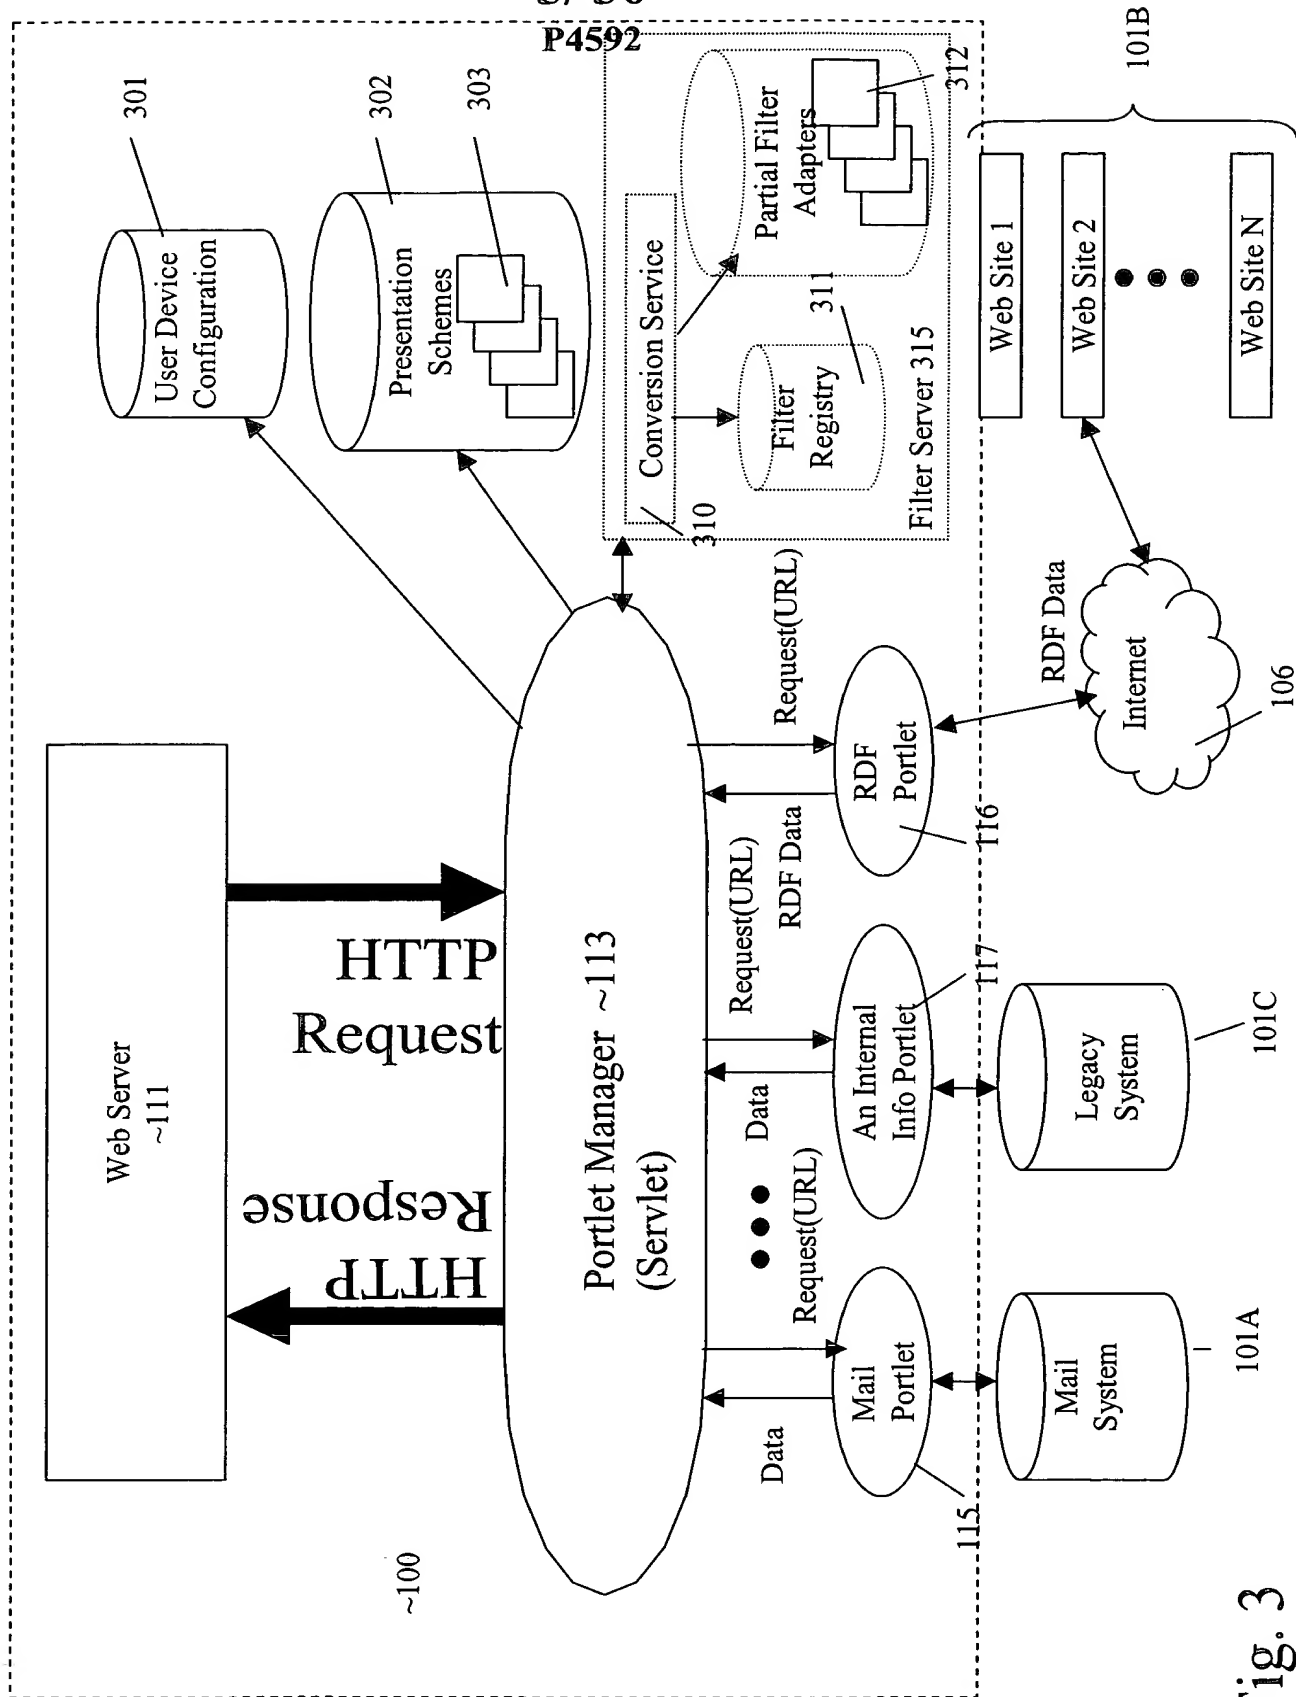 P4592
Web Server
~111
HTTP
Request
HTTP
Response
~100
Portlet Manager ~113
(Servlet)
User Device
Configuration
301
Presentation
Schemes
302
303
Conversion Service
310
Filter
Registry
311
Partial Filter
Adapters
312
Filter Server 315
Data
Request(URL)
Data
Request(URL)
RDF Data
Request(URL)
Mail
Portlet
115
An Internal
Info Portlet
117
RDF
Portlet
116
Mail
System
101A
Legacy
System
101C
RDF Data
Internet
106
Web Site 1
Web Site 2
Web Site N
101B
Fig. 3